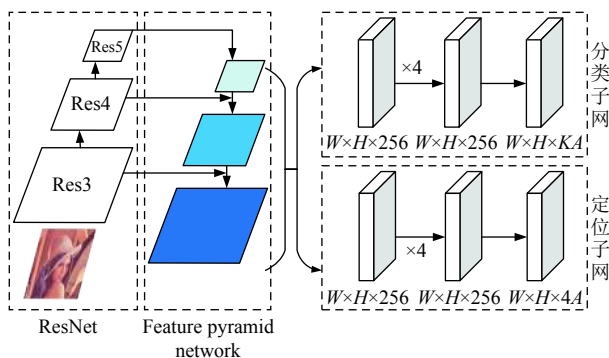 Res5
Res4
Res3
ResNet
Feature pyramid
network
×4
W×H×256 W×H×256 W×H×KA
分类子网
×4
W×H×256 W×H×256 W×H×4A
定位子网